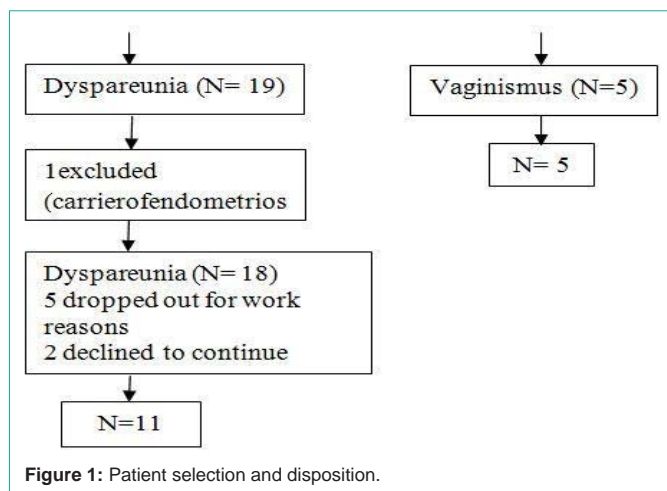 Dyspareunia (N= 19)
Vaginismus (N=5)
1excluded
(carrierofendometrios
N= 5
Dyspareunia (N= 18)
5 dropped out for work
reasons
2 declined to continue
N=11
Figure 1: Patient selection and disposition.